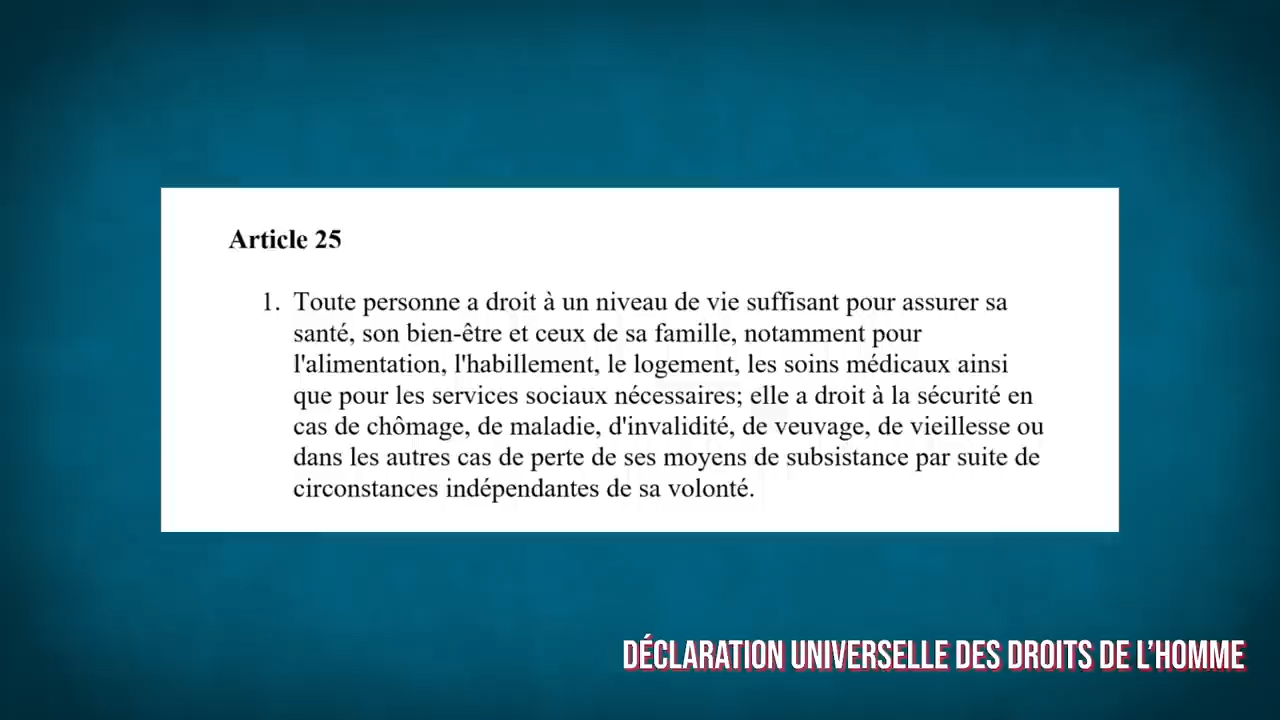 Article 25
1. Toute personne a droit à un niveau de vie suffisant pour assurer sa
santé, son bien-être et ceux de sa famille, notamment pour
l'alimentation, l'habillement, le logement, les soins médicaux ainsi
que pour les services sociaux nécessaires; elle a droit à la sécurité en
cas de chômage, de maladie, d'invalidité, de veuvage, de vieillesse ou
dans les autres cas de perte de ses moyens de subsistance par suite de
circonstances indépendantes de sa volonté.
DÉCLARATION UNIVERSELLE DES DROITS DE L'HOMME